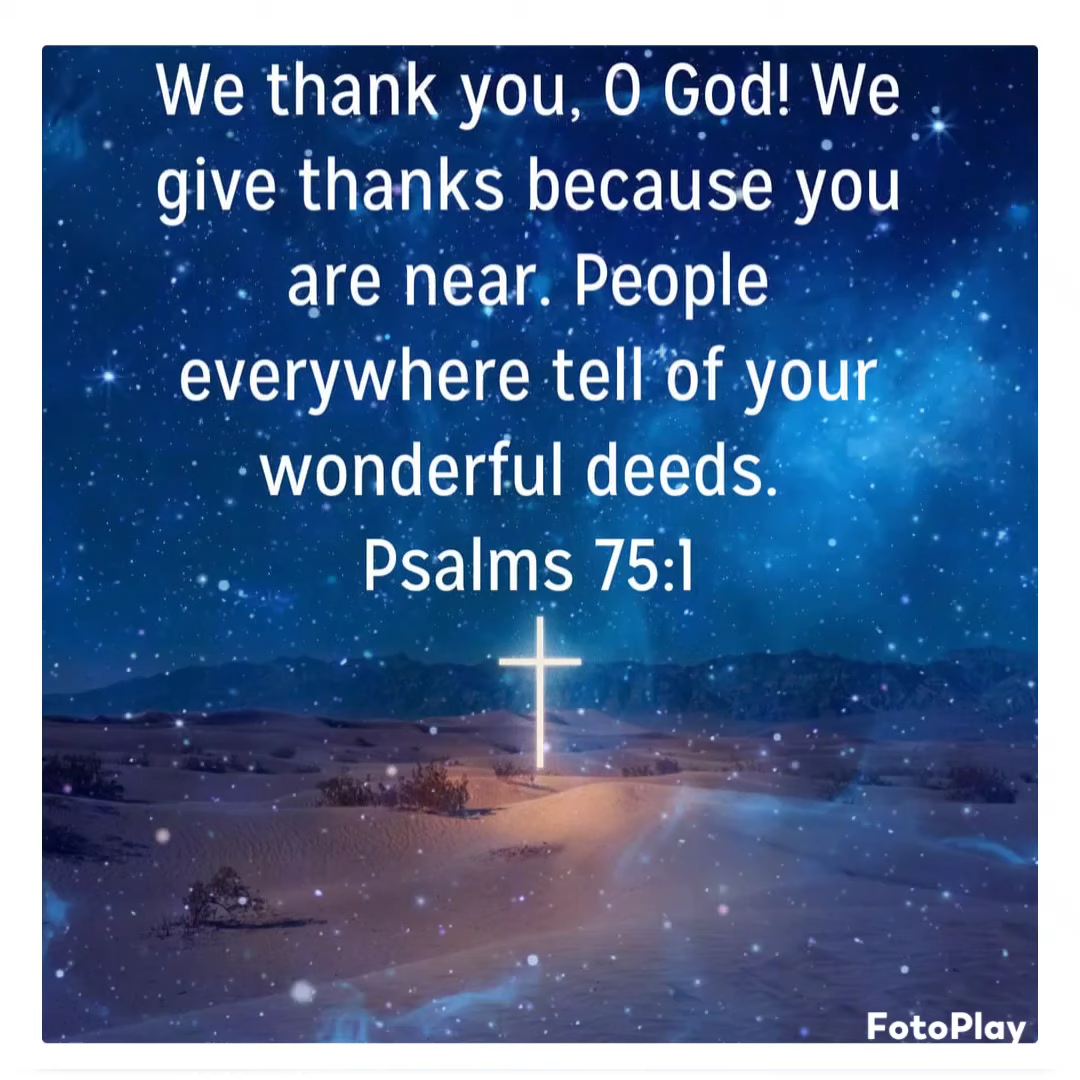 We thank you, O God! We
give thanks because you
are near. People
everywhere tell of your
wonderful deeds.
Psalms 75:1
FotoPlay